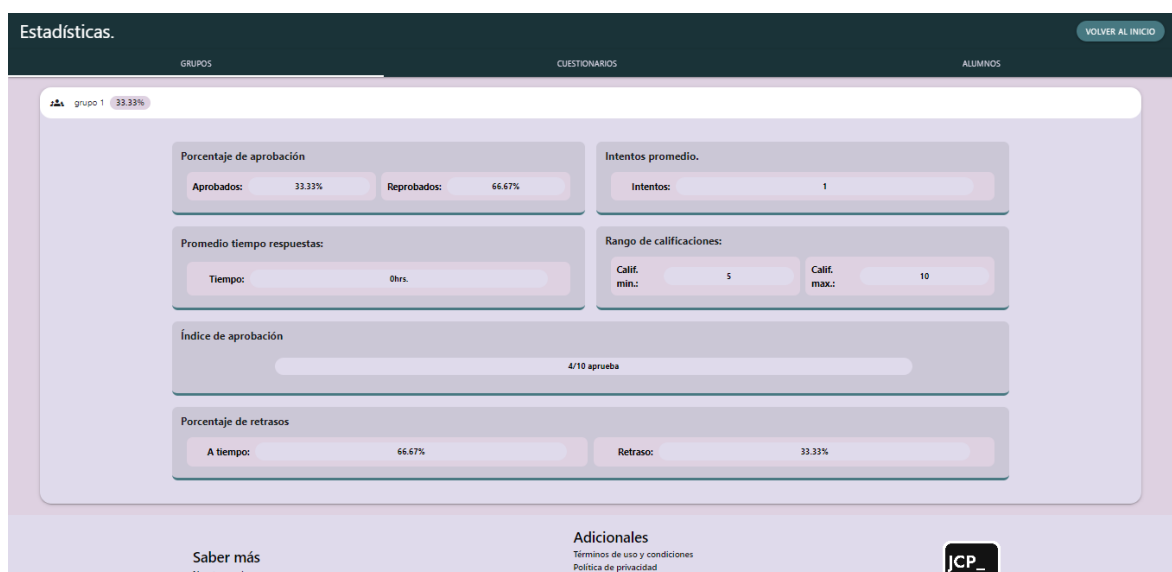 Estadísticas.
VOLVER AL INICIO
GRUPOS
CUESTIONARIOS
ALUMNOS
grupo 1 33.33%
Porcentaje de aprobación
Aprobados: 33.33% Reprobados: 66.67%
Intentos promedio.
Intentos: 1
Promedio tiempo respuestas:
Tiempo: 0hrs.
Rango de calificaciones:
Calif. min.: 5 Calif. max.: 10
Índice de aprobación
4/10 aprueba
Porcentaje de retrasos
A tiempo: 66.67% Retraso: 33.33%
Saber más
Adicionales
Términos de uso y condiciones
Política de privacidad
JCP_